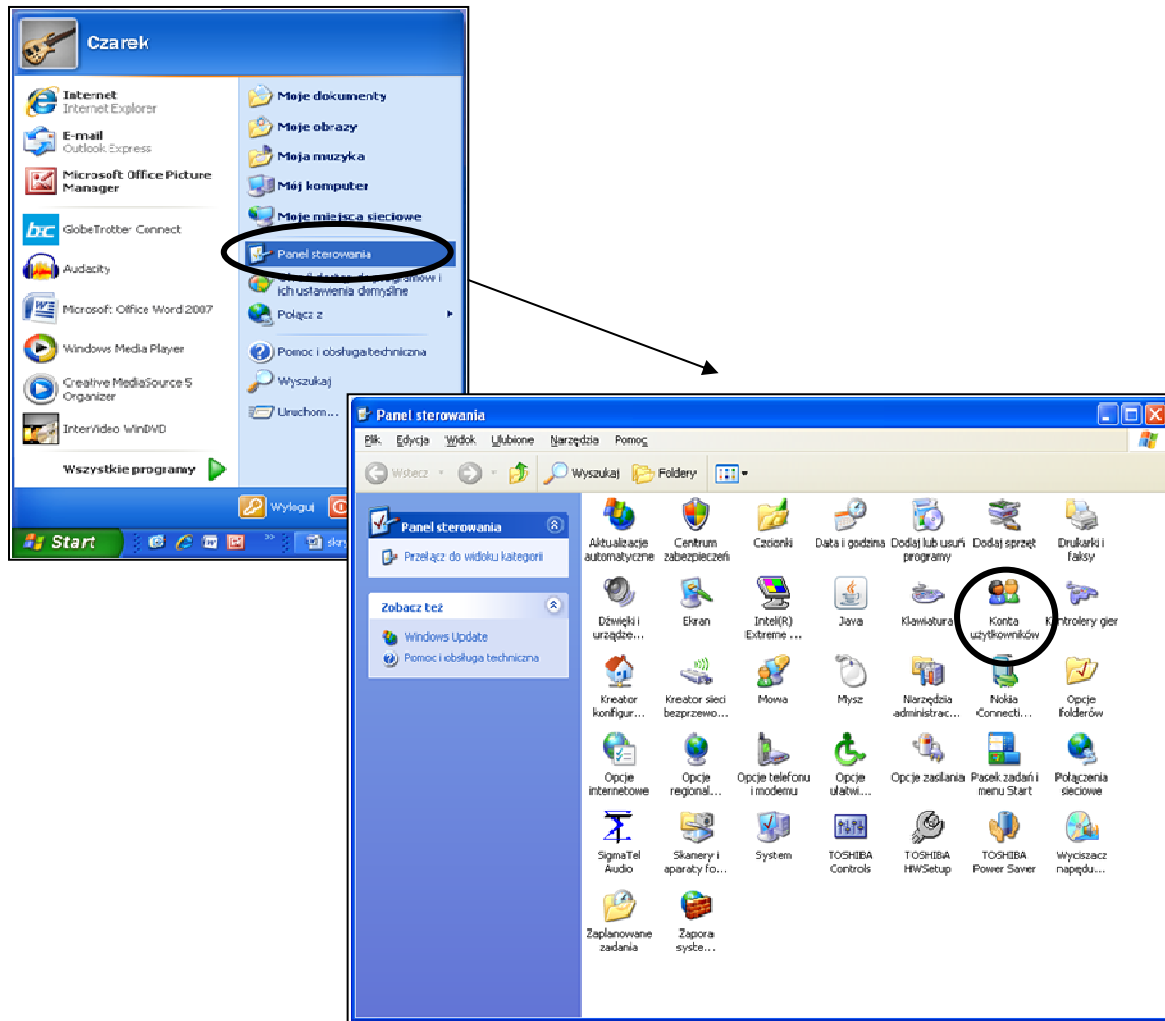 Czarek
Internet
Internet Explorer
E-mail
Outlook Express
Microsoft Office Picture
Manager
GlobeTrotter Connect
Audacity
Microsoft Office Word 2007
Windows Media Player
Creative MediaSource 5
Organizer
InterVideo WinDVD
Wszystkie programy
Moje dokumenty
Moje obrazy
Moja muzyka
Mój komputer
Moje miejsca sieciowe
Panel sterowania
ich ustawienia domyślne
Połącz z
Pomoc i obsługa techniczna
Wyszukaj
Uruchom...
Wyloguj
Start
skry
Panel sterowania
Plik Edycja Widok Ulubione Narzędzia Pomoc
Wstecz Wyszukaj Foldery
Panel sterowania
Przełącz do widoku kategorii
Zobacz też
Windows Update
Pomoc i obsługa techniczna
Aktualizacje
automatyczne
Centrum
zabezpieczeń
Czcionki
Data i godzina
Dodaj lub usuń
programy
Dodaj sprzęt
Drukarki i
faksy
Dźwięki i
urządze...
Ekran
Intel(R)
Extreme ...
Java
Klawiatura
Konta
użytkowników
Kontrolery gier
Kreator
konfigur...
Kreator sieci
bezprzewo...
Mowa
Mysz
Narzędzia
administrac...
Nokia
Connecti...
Opcje
folderów
Opcje
internetowe
Opcje
regional...
Opcje telefonu
i modemu
Opcje
ułatwi...
Opcje zasilania
Pasek zadań i
menu Start
Połączenia
sieciowe
SigmaTel
Audio
Skanery i
aparaty fo...
System
TOSHIBA
Controls
TOSHIBA
HWSetup
TOSHIBA
Power Saver
Wyciszacz
napędu...
Zaplanowane
zadania
Zapora
syste...